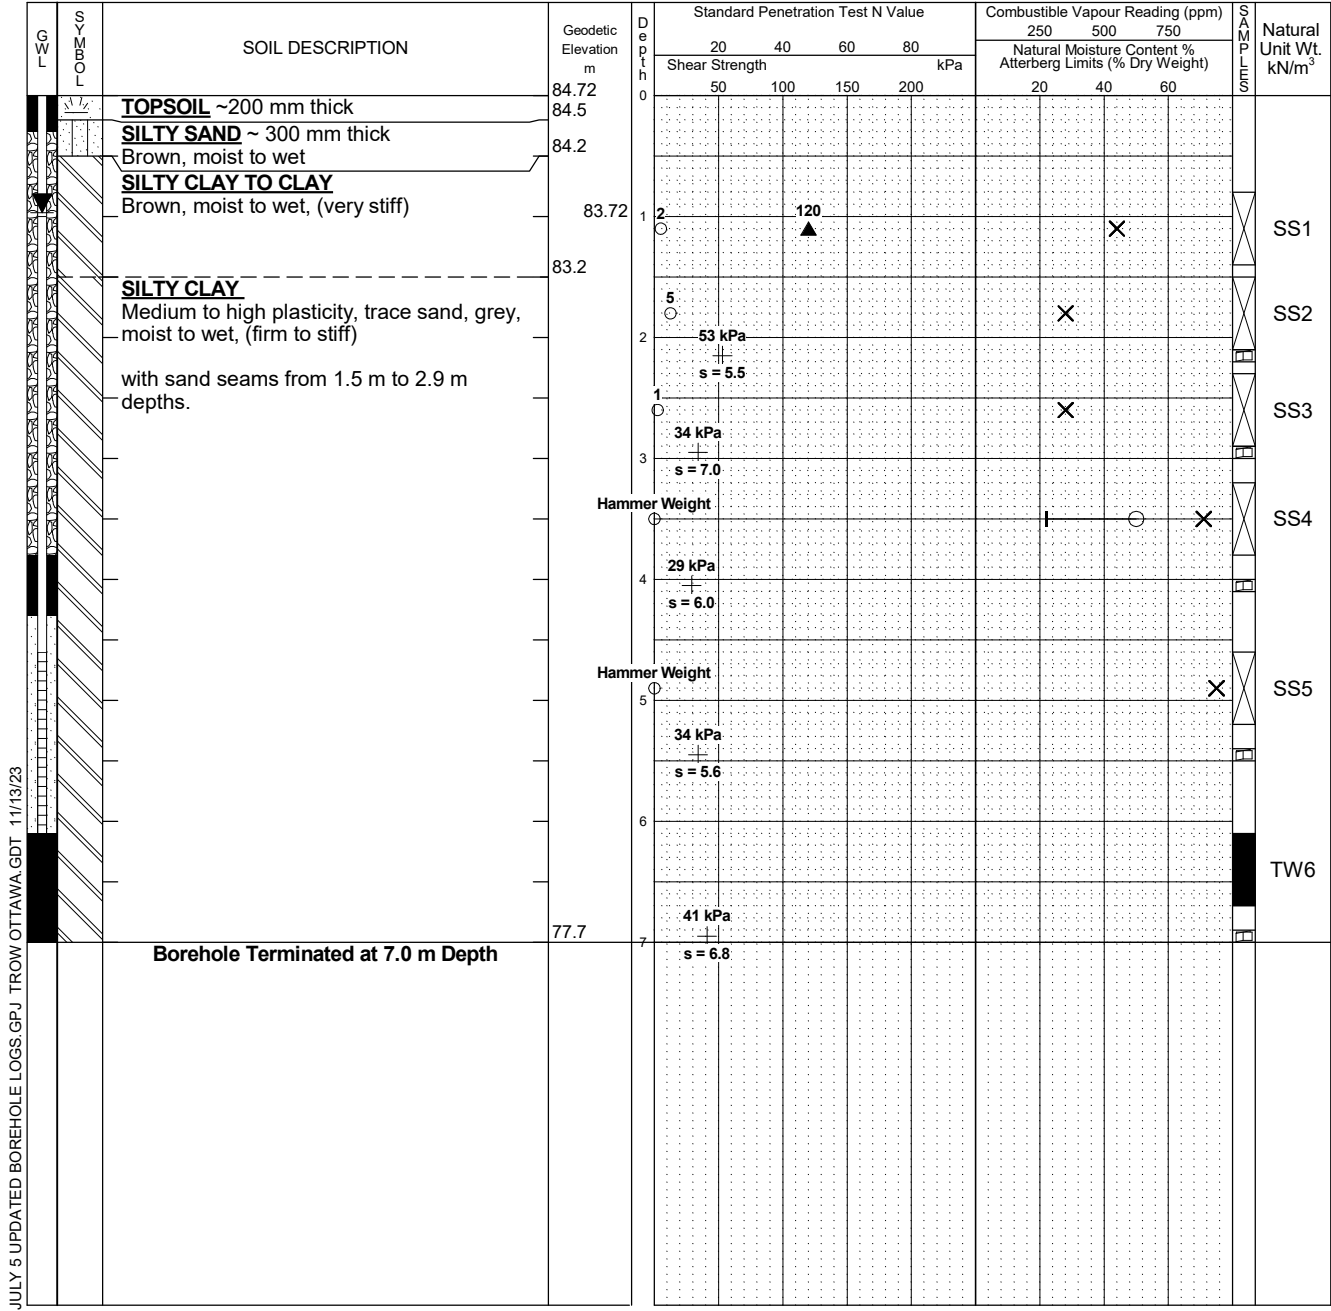 GWL
SYMBOL
SOIL DESCRIPTION
Geodetic
Elevation
m
Depth
Standard Penetration Test N Value
20 40 60 80
Shear Strength kPa
50 100 150 200
Combustible Vapour Reading (ppm)
250 500 750
Natural Moisture Content %
Atterberg Limits (% Dry Weight)
20 40 60
SAMPLES
Natural
Unit Wt.
kN/m³
84.72
0
TOPSOIL ~200 mm thick
84.5
SILTY SAND ~ 300 mm thick
84.2
Brown, moist to wet
SILTY CLAY TO CLAY
Brown, moist to wet, (very stiff)
83.72
1
2
120
SS1
83.2
SILTY CLAY
Medium to high plasticity, trace sand, grey,
moist to wet, (firm to stiff)
5
SS2
2
53 kPa
s = 5.5
with sand seams from 1.5 m to 2.9 m
depths.
1
SS3
34 kPa
3
s = 7.0
Hammer Weight
SS4
29 kPa
4
s = 6.0
Hammer Weight
SS5
5
34 kPa
s = 5.6
6
TW6
41 kPa
77.7
7
s = 6.8
Borehole Terminated at 7.0 m Depth
JULY 5 UPDATED BOREHOLE LOGS.GPJ TROW OTTAWA.GDT 11/13/23